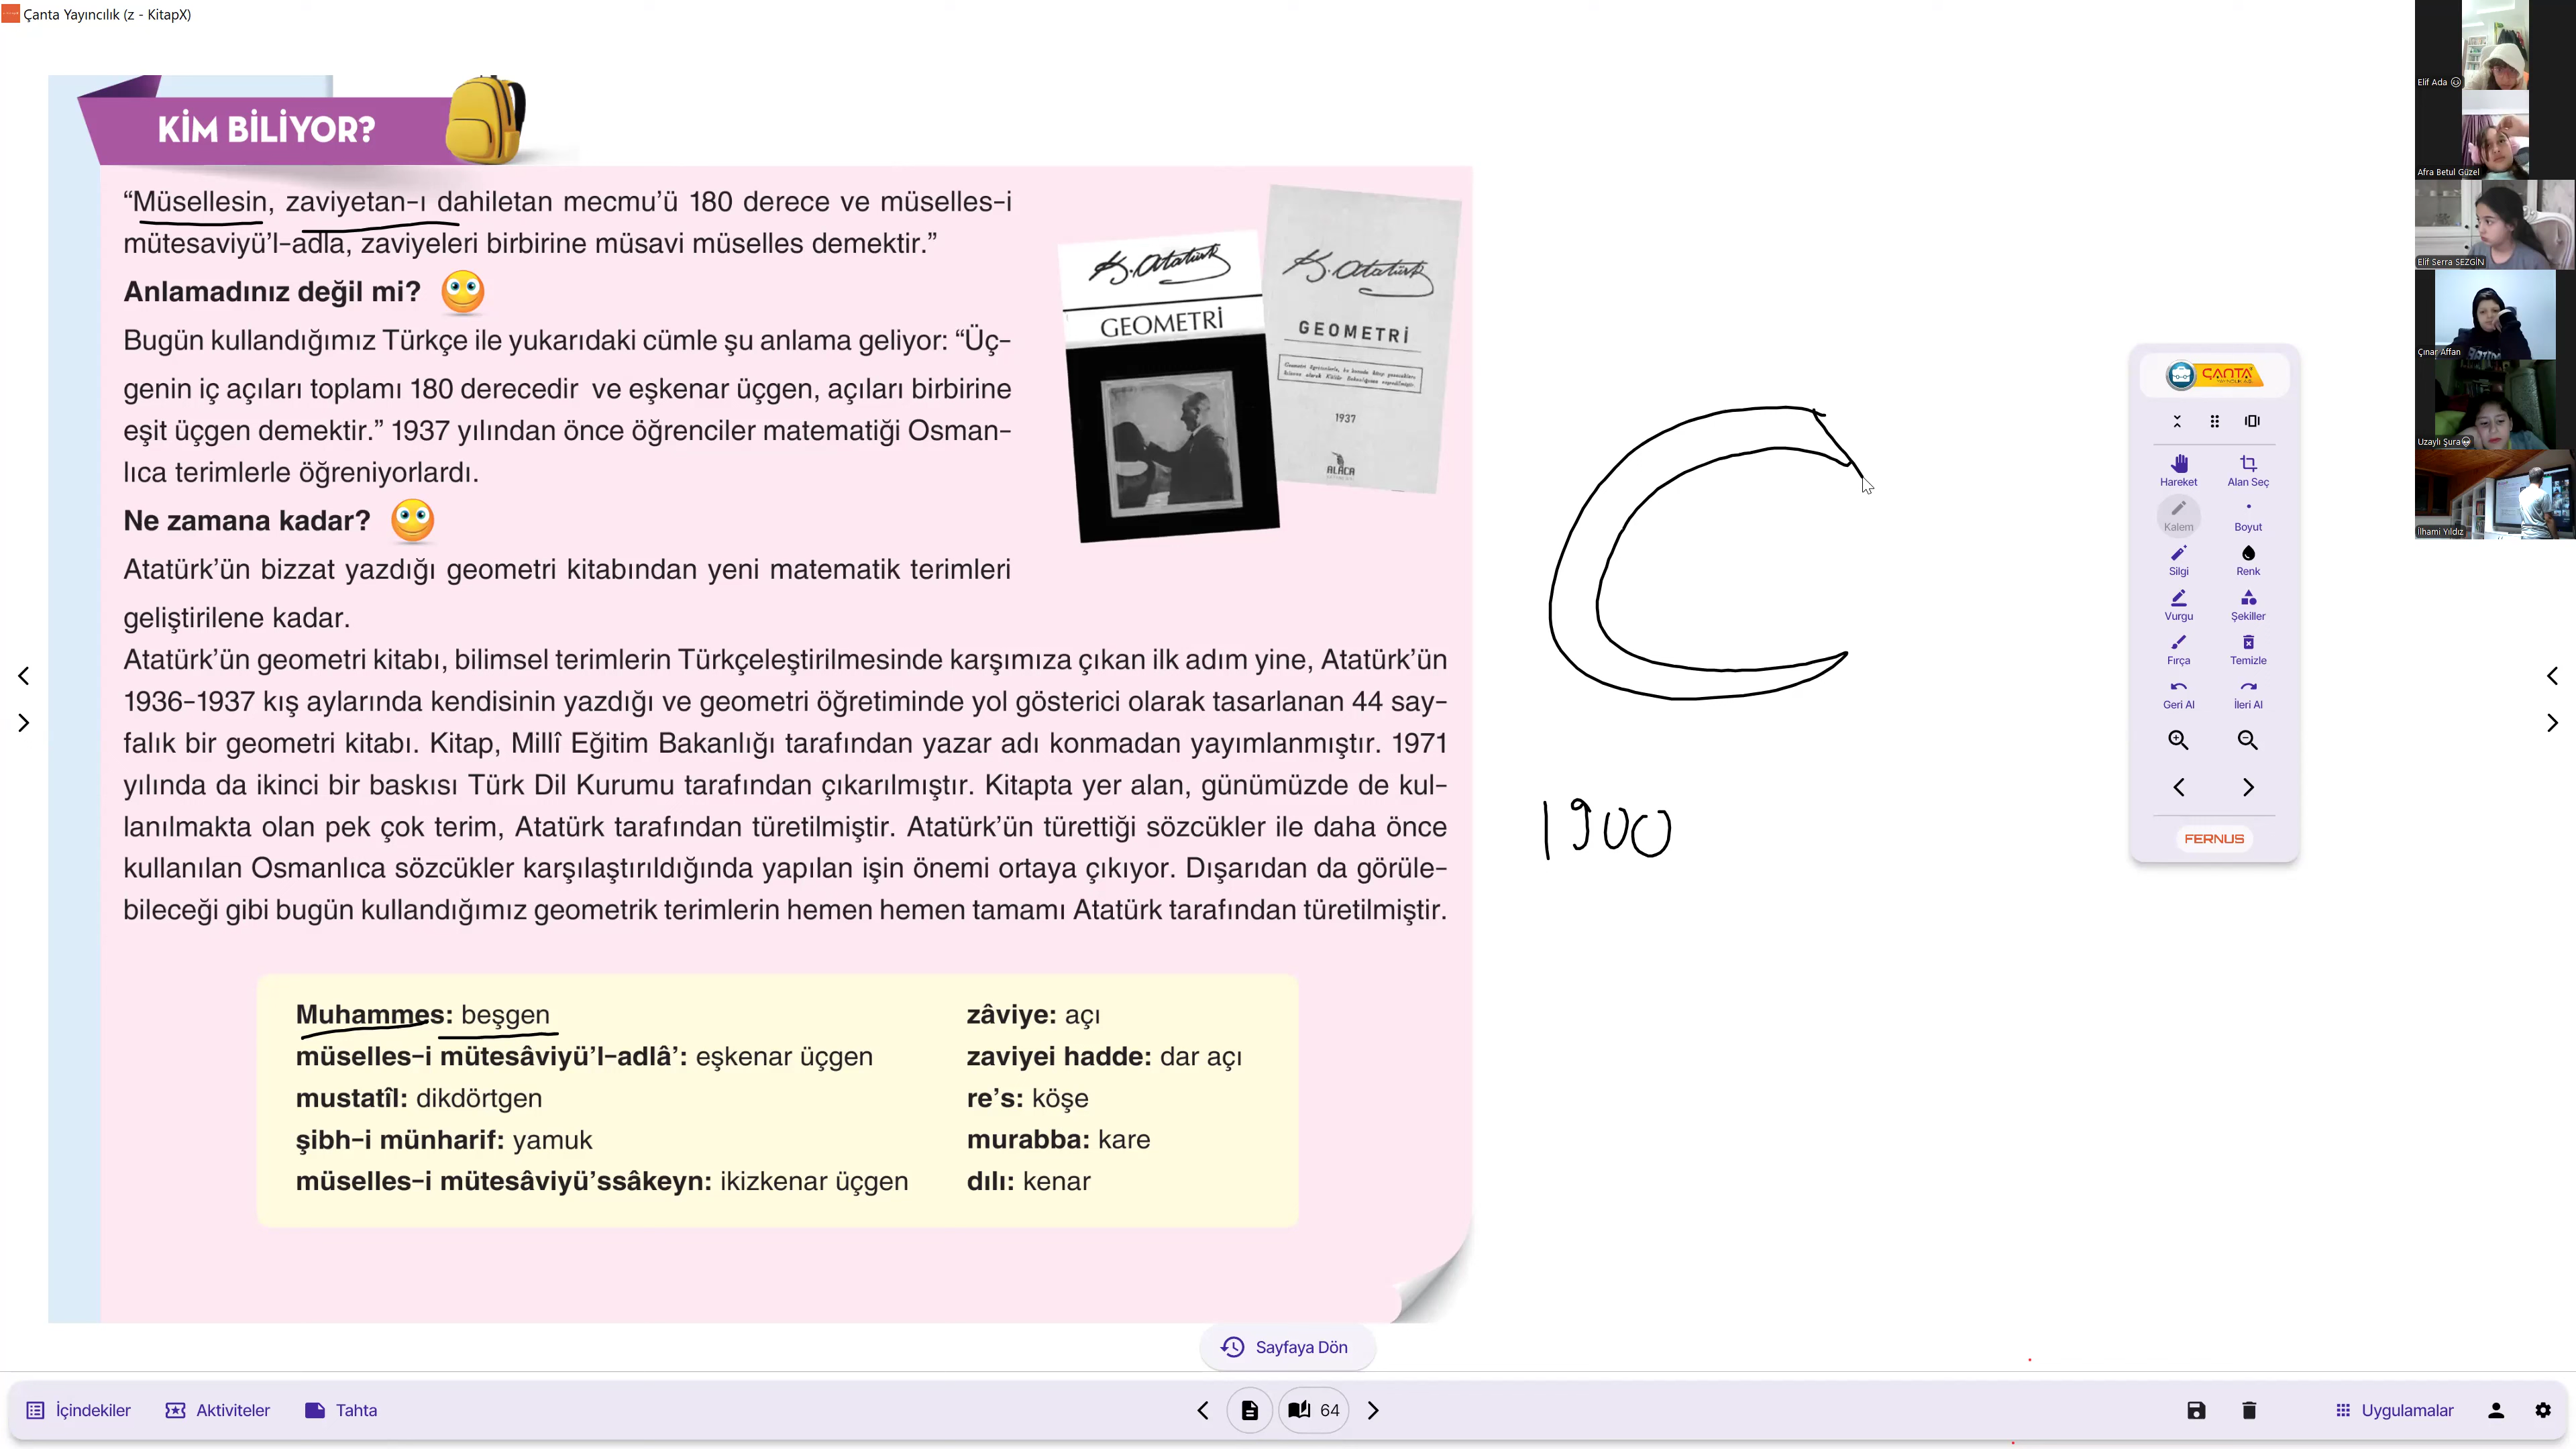 Çanta Yayıncılık (z - KitapX)
KİM BİLİYOR?
“Müsellesin, zaviyetan-ı dahiletan mecmu’ü 180 derece ve müselles-i
mütesaviyü’l-adla, zaviyeleri birbirine müsavi müselles demektir.”
Anlamadınız değil mi?
Bugün kullandığımız Türkçe ile yukarıdaki cümle şu anlama geliyor: “Üç-
genin iç açıları toplamı 180 derecedir ve eşkenar üçgen, açıları birbirine
eşit üçgen demektir.” 1937 yılından önce öğrenciler matematiği Osman-
lıca terimlerle öğreniyorlardı.
Ne zamana kadar?
Atatürk’ün bizzat yazdığı geometri kitabından yeni matematik terimleri
geliştirilene kadar.
Atatürk’ün geometri kitabı, bilimsel terimlerin Türkçeleştirilmesinde karşımıza çıkan ilk adım yine, Atatürk’ün
1936-1937 kış aylarında kendisinin yazdığı ve geometri öğretiminde yol gösterici olarak tasarlanan 44 say-
falık bir geometri kitabı. Kitap, Millî Eğitim Bakanlığı tarafından yazar adı konmadan yayımlanmıştır. 1971
yılında da ikinci bir baskısı Türk Dil Kurumu tarafından çıkarılmıştır. Kitapta yer alan, günümüzde de kul-
lanılmakta olan pek çok terim, Atatürk tarafından türetilmiştir. Atatürk’ün türettiği sözcükler ile daha önce
kullanılan Osmanlıca sözcükler karşılaştırıldığında yapılan işin önemi ortaya çıkıyor. Dışarıdan da görüle-
bileceği gibi bugün kullandığımız geometrik terimlerin hemen hemen tamamı Atatürk tarafından türetilmiştir.
K. Atatürk
GEOMETRİ
K. Atatürk
GEOMETRİ
1937
ALACA
Muhammes: beşgen
müselles-i mütesâviyü’l-adlâ’: eşkenar üçgen
mustatîl: dikdörtgen
şibh-i münharif: yamuk
müselles-i mütesâviyü’ssâkeyn: ikizkenar üçgen
zâviye: açı
zaviyei hadde: dar açı
re’s: köşe
murabba: kare
dılı: kenar
1900
ÇANTA
Hareket
Alan Seç
Kalem
Boyut
Silgi
Renk
Vurgu
Şekiller
Fırça
Temizle
Geri Al
İleri Al
FERNUS
Elif Ada
Afra Betul Güzel
Elif Serra SEZGİN
Çınar Affan
Uzaylı Şura
İlhami Yıldız
Sayfaya Dön
İçindekiler
Aktiviteler
Tahta
64
Uygulamalar